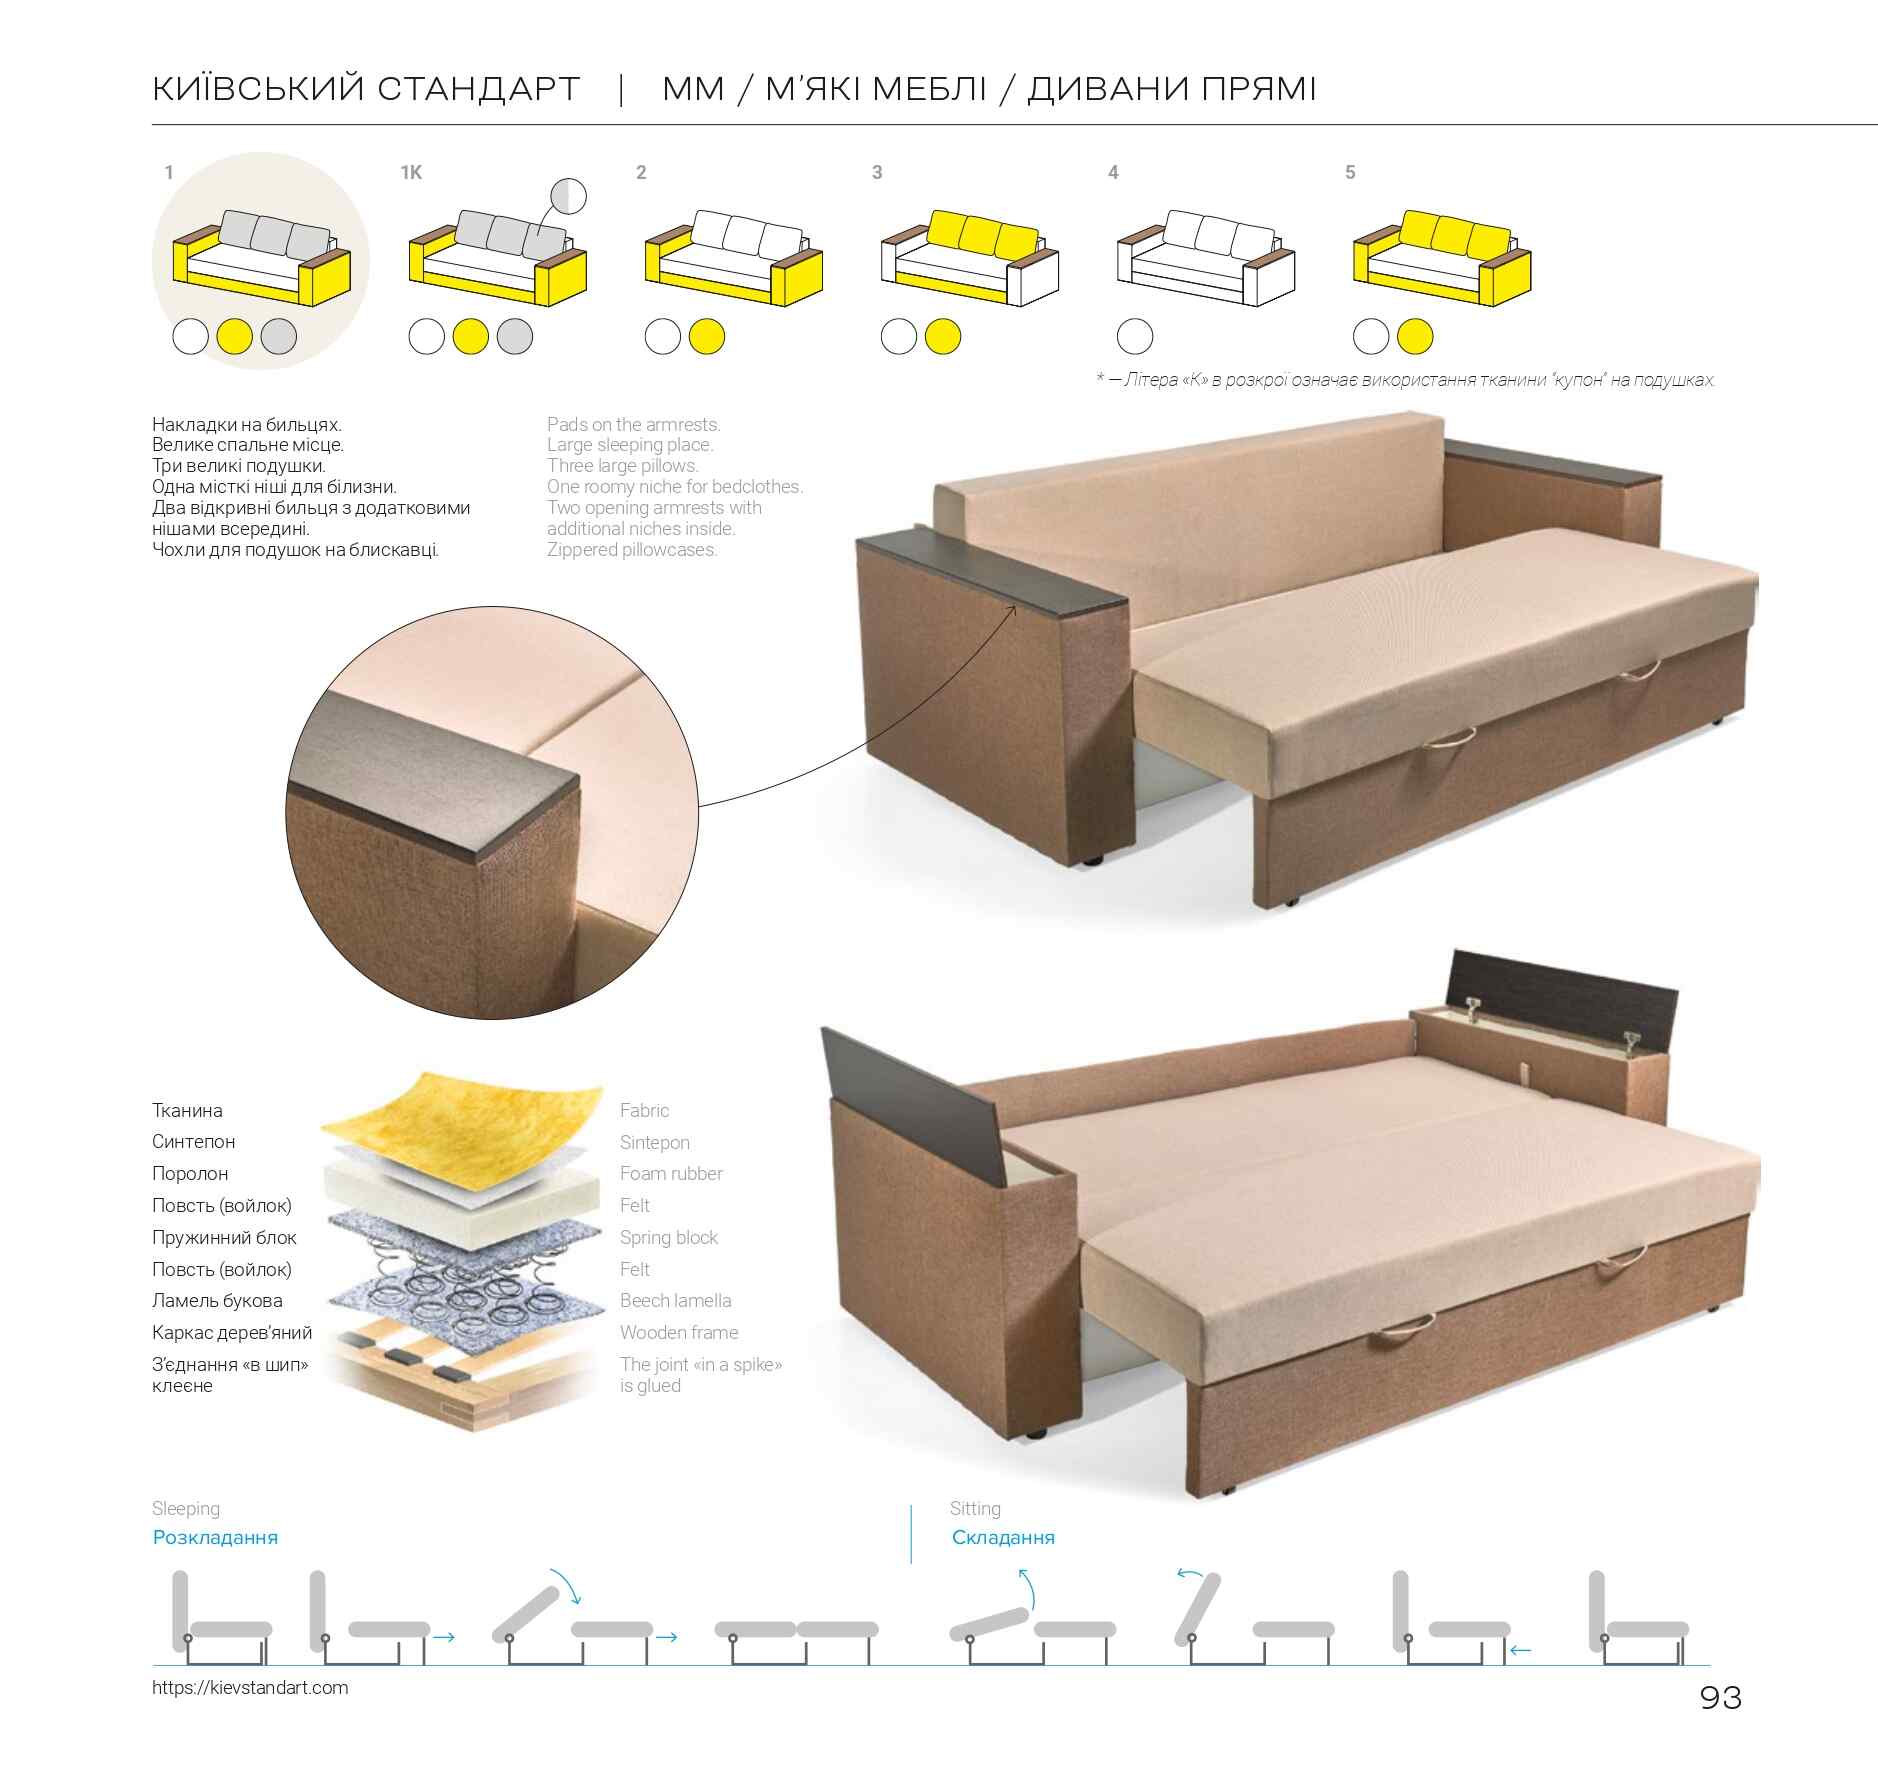 КИЇВСЬКИЙ СТАНДАРТ | ММ / М’ЯКІ МЕБЛІ / ДИВАНИ ПРЯМІ
1
1К
2
3
4
5
* — Літера «К» в розкрої означає використання тканини “купон” на подушках.
Накладки на бильцях.
Велике спальне місце.
Три великі подушки.
Одна місткі ніші для білизни.
Два відкривні бильця з додатковими
нішами всередині.
Чохли для подушок на блискавці.
Pads on the armrests.
Large sleeping place.
Three large pillows.
One roomy niche for bedclothes.
Two opening armrests with
additional niches inside.
Zippered pillowcases.
Тканина
Синтепон
Поролон
Повсть (войлок)
Пружинний блок
Повсть (войлок)
Ламель букова
Каркас дерев’яний
З’єднання «в шип»
клеєне
Fabric
Sintepon
Foam rubber
Felt
Spring block
Felt
Beech lamella
Wooden frame
The joint «in a spike»
is glued
Sleeping
Розкладання
Sitting
Складання
https://kievstandart.com
93